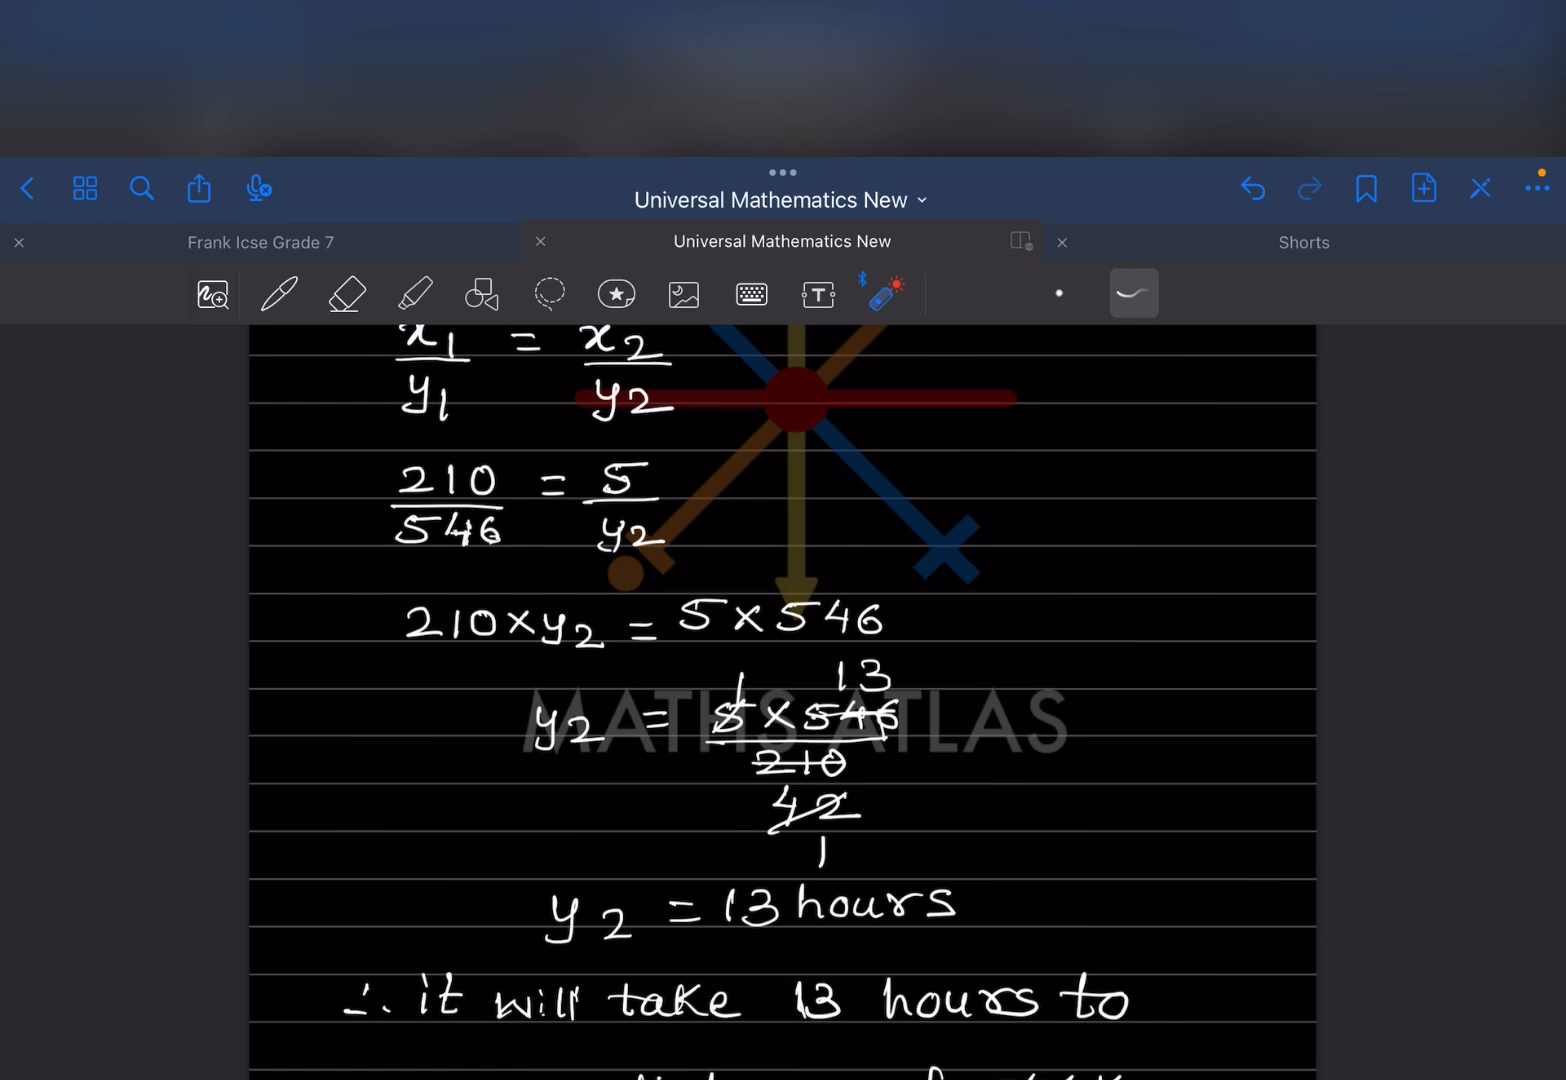 Universal Mathematics New
Frank Icse Grade 7
Universal Mathematics New
Shorts
x1/y1 = x2/y2
210/546 = 5/y2
210 × y2 = 5 × 546
1 13
y2 = 5 × 546/210
42
1
MATHS ATLAS
y2 = 13 hours
∴ it will take 13 hours to